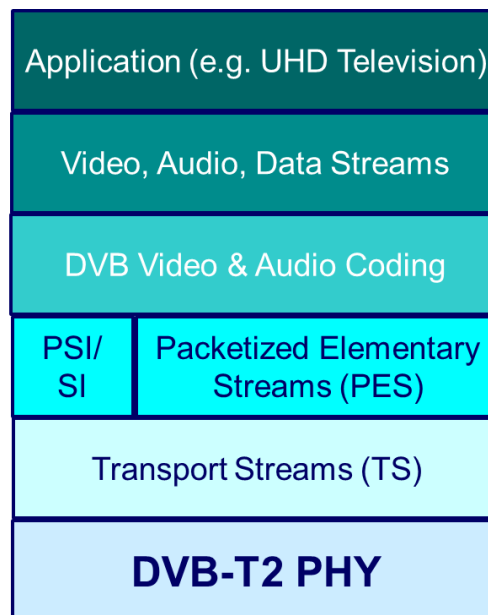 Application (e.g. UHD Television)
Video, Audio, Data Streams
DVB Video & Audio Coding
PSI/
SI
Packetized Elementary
Streams (PES)
Transport Streams (TS)
DVB-T2 PHY